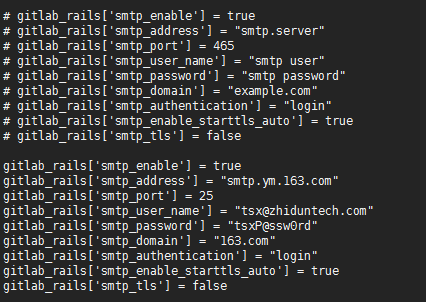 # gitlab_rails['smtp_enable'] = true
# gitlab_rails['smtp_address'] = "smtp.server"
# gitlab_rails['smtp_port'] = 465
# gitlab_rails['smtp_user_name'] = "smtp user"
# gitlab_rails['smtp_password'] = "smtp password"
# gitlab_rails['smtp_domain'] = "example.com"
# gitlab_rails['smtp_authentication'] = "login"
# gitlab_rails['smtp_enable_starttls_auto'] = true
# gitlab_rails['smtp_tls'] = false
gitlab_rails['smtp_enable'] = true
gitlab_rails['smtp_address'] = "smtp.ym.163.com"
gitlab_rails['smtp_port'] = 25
gitlab_rails['smtp_user_name'] = "tsx@zhiduntech.com"
gitlab_rails['smtp_password'] = "tsxP@ssw0rd"
gitlab_rails['smtp_domain'] = "163.com"
gitlab_rails['smtp_authentication'] = "login"
gitlab_rails['smtp_enable_starttls_auto'] = true
gitlab_rails['smtp_tls'] = false